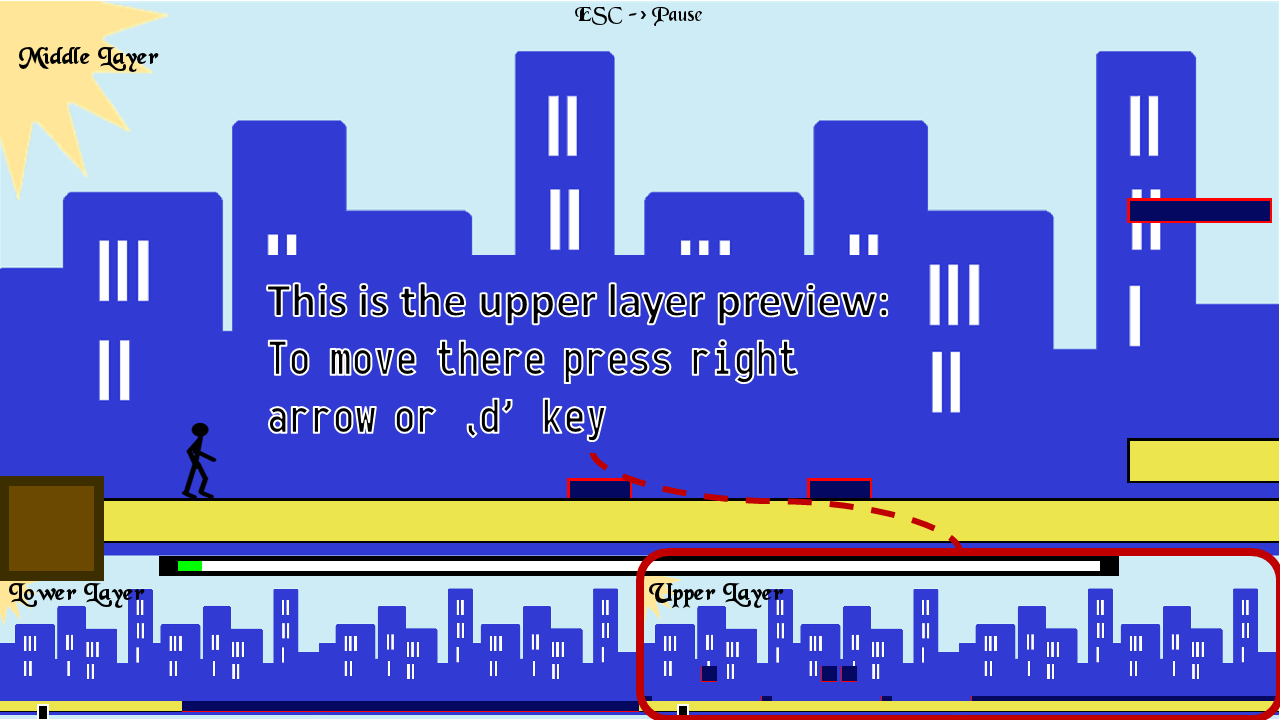 ESC -> Pause
Middle Layer
This is the upper layer preview:
To move there press right
arrow or ‚d’ key
Lower Layer
Upper Layer